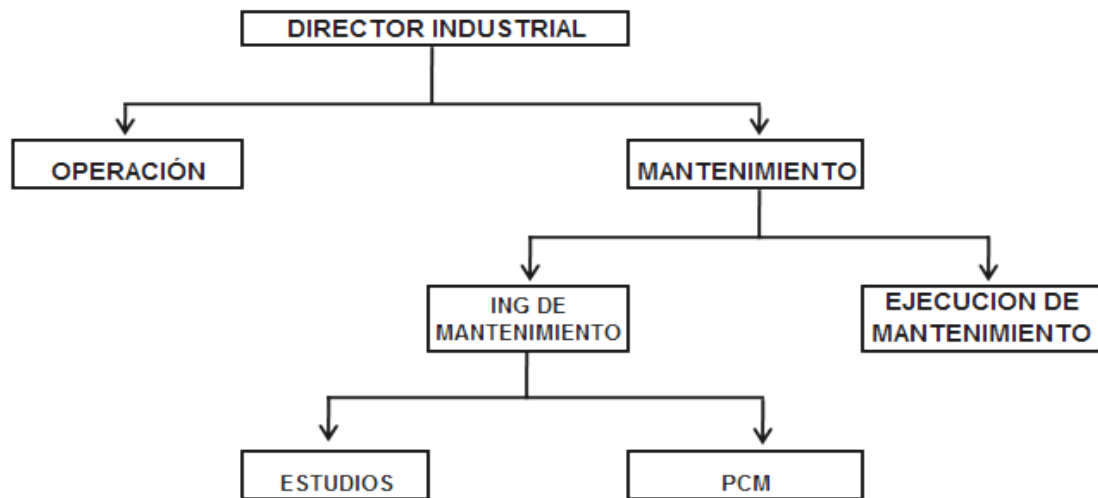 DIRECTOR INDUSTRIAL
OPERACIÓN
MANTENIMIENTO
ING DE
MANTENIMIENTO
EJECUCION DE
MANTENIMIENTO
ESTUDIOS
PCM